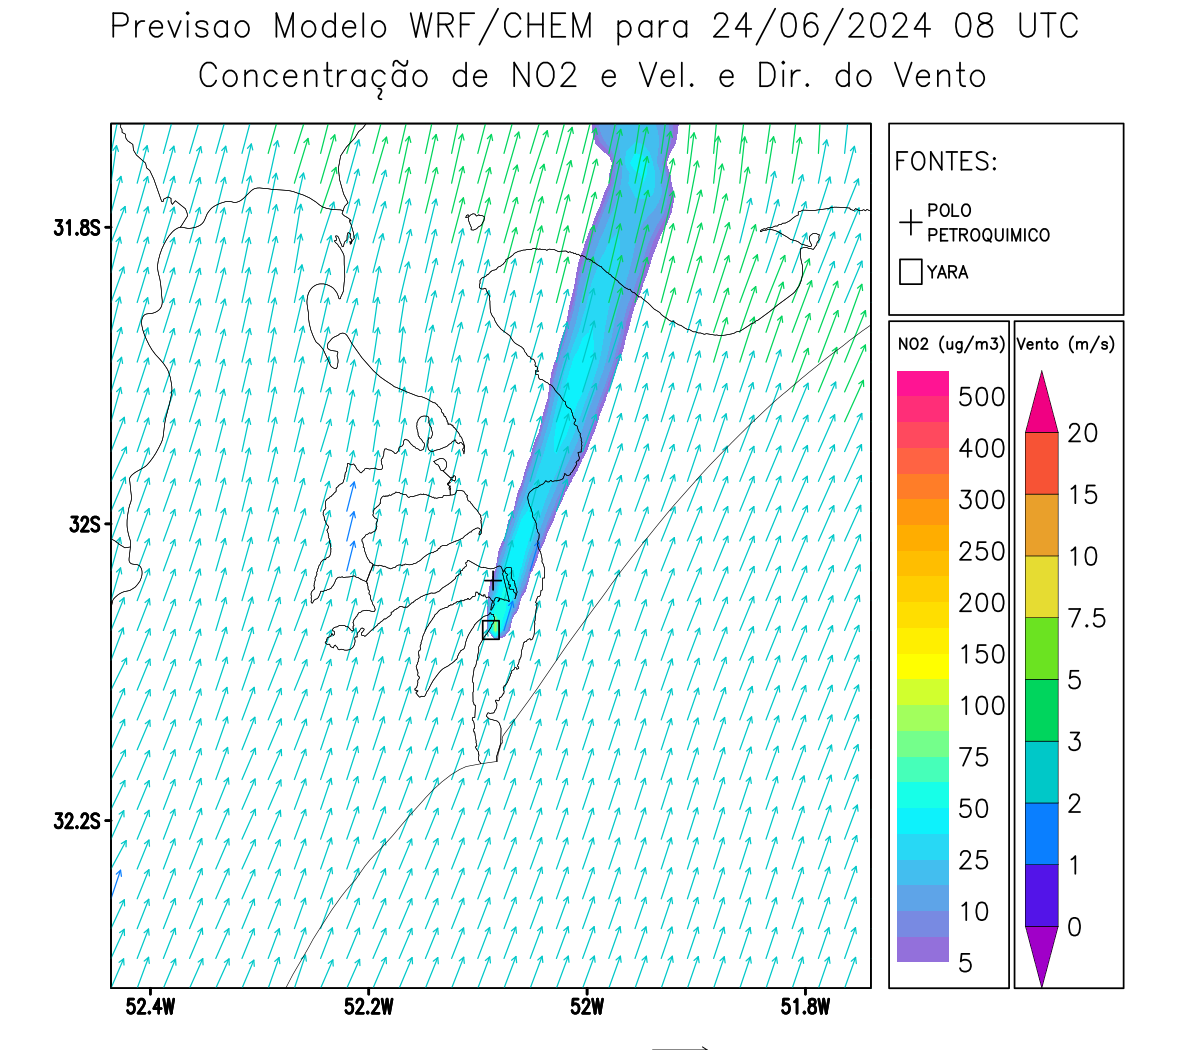 Previsao Modelo WRF/CHEM para 24/06/2024 08 UTC
Concentração de NO2 e Vel. e Dir. do Vento
FONTES:
POLO
PETROQUIMICO
YARA
NO2 (ug/m3)
500
400
300
250
200
150
100
75
50
25
10
5
Vento (m/s)
20
15
10
7.5
5
3
2
1
0
31.8S
32S
32.2S
52.4W
52.2W
52W
51.8W